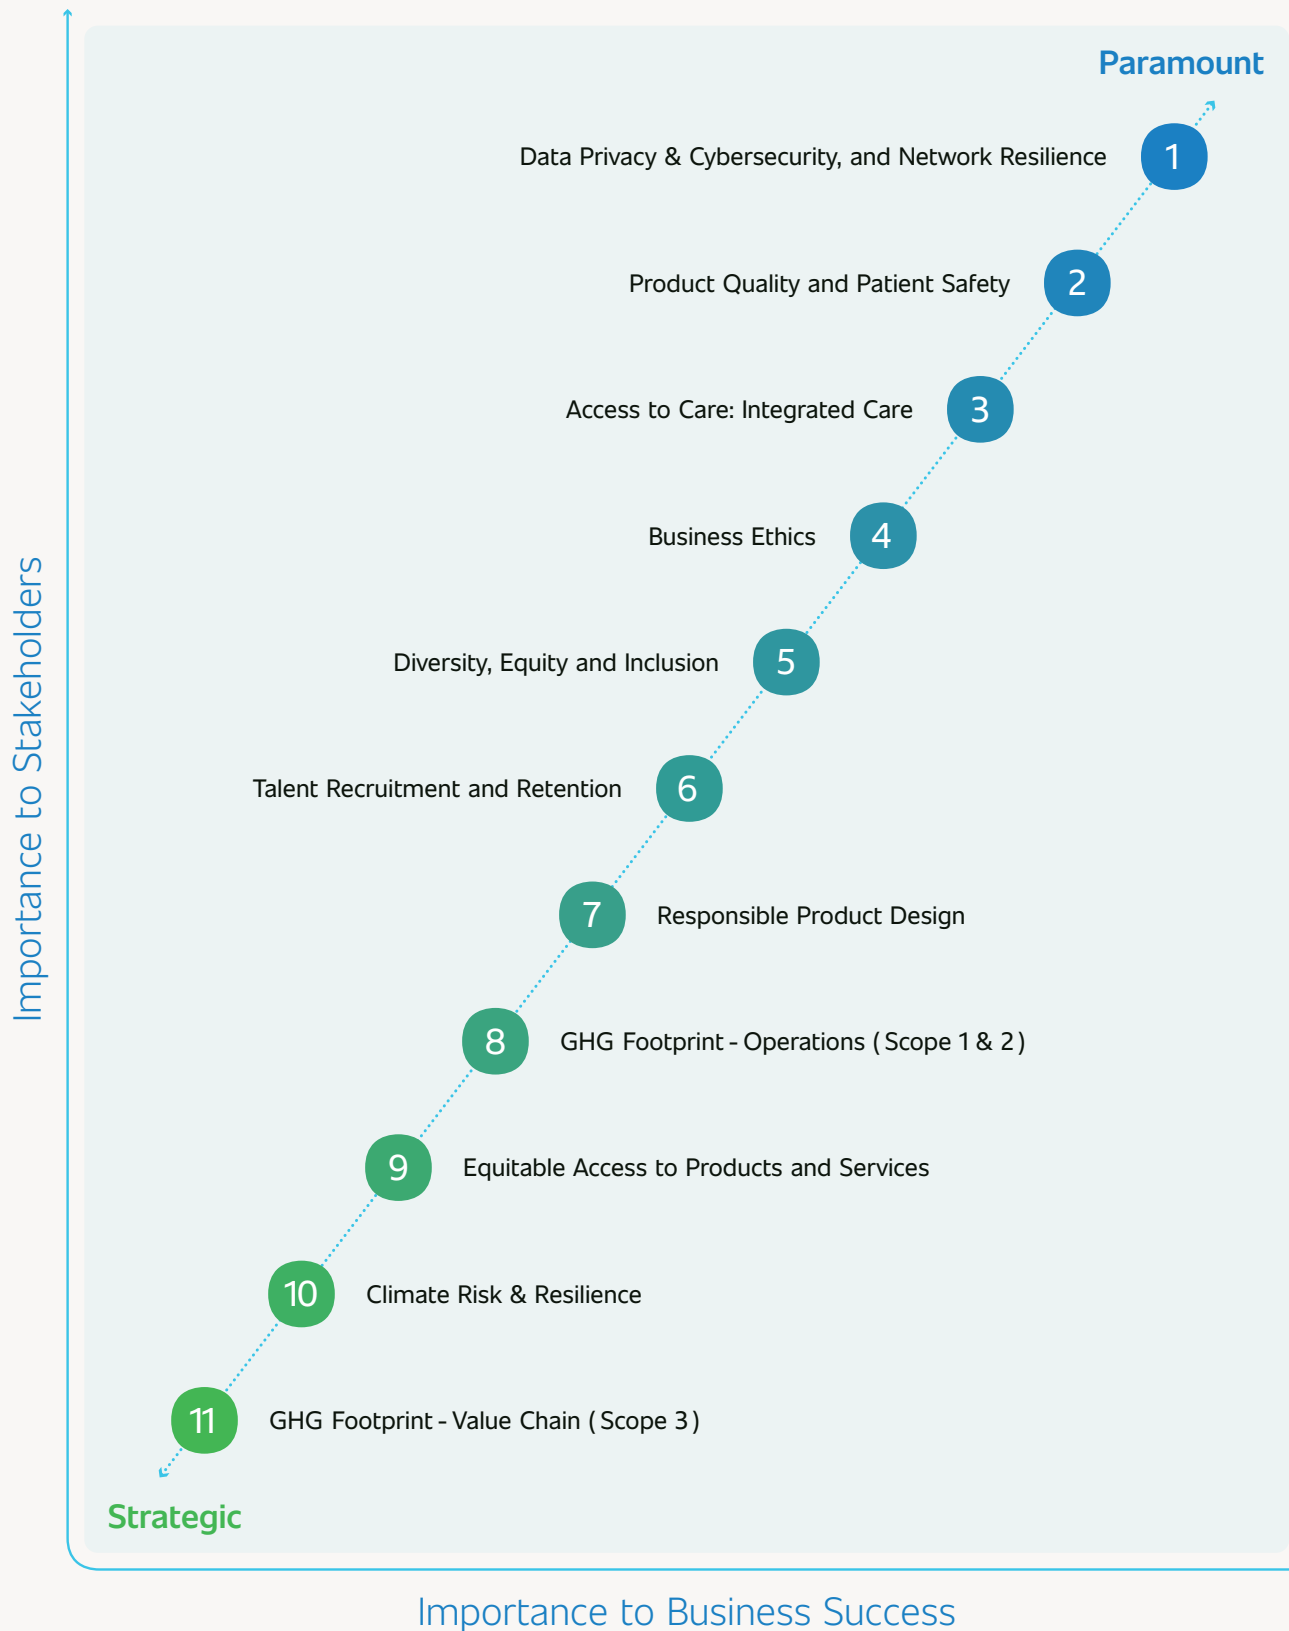 Paramount
Data Privacy & Cybersecurity, and Network Resilience
1
Product Quality and Patient Safety
2
Access to Care: Integrated Care
3
Business Ethics
4
Diversity, Equity and Inclusion
5
Talent Recruitment and Retention
6
7
Responsible Product Design
8
GHG Footprint - Operations (Scope 1 & 2)
9
Equitable Access to Products and Services
10
Climate Risk & Resilience
11
GHG Footprint - Value Chain (Scope 3)
Strategic
Importance to Stakeholders
Importance to Business Success